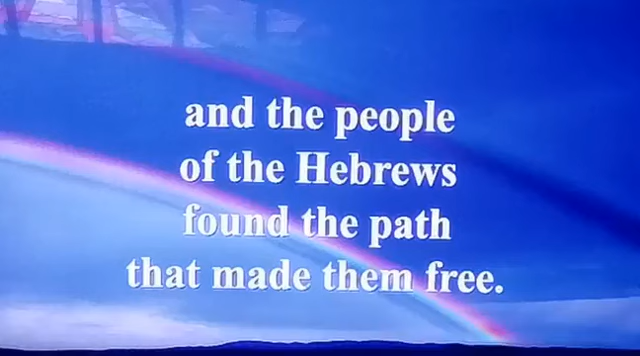 and the people
of the Hebrews
found the path
that made them free.